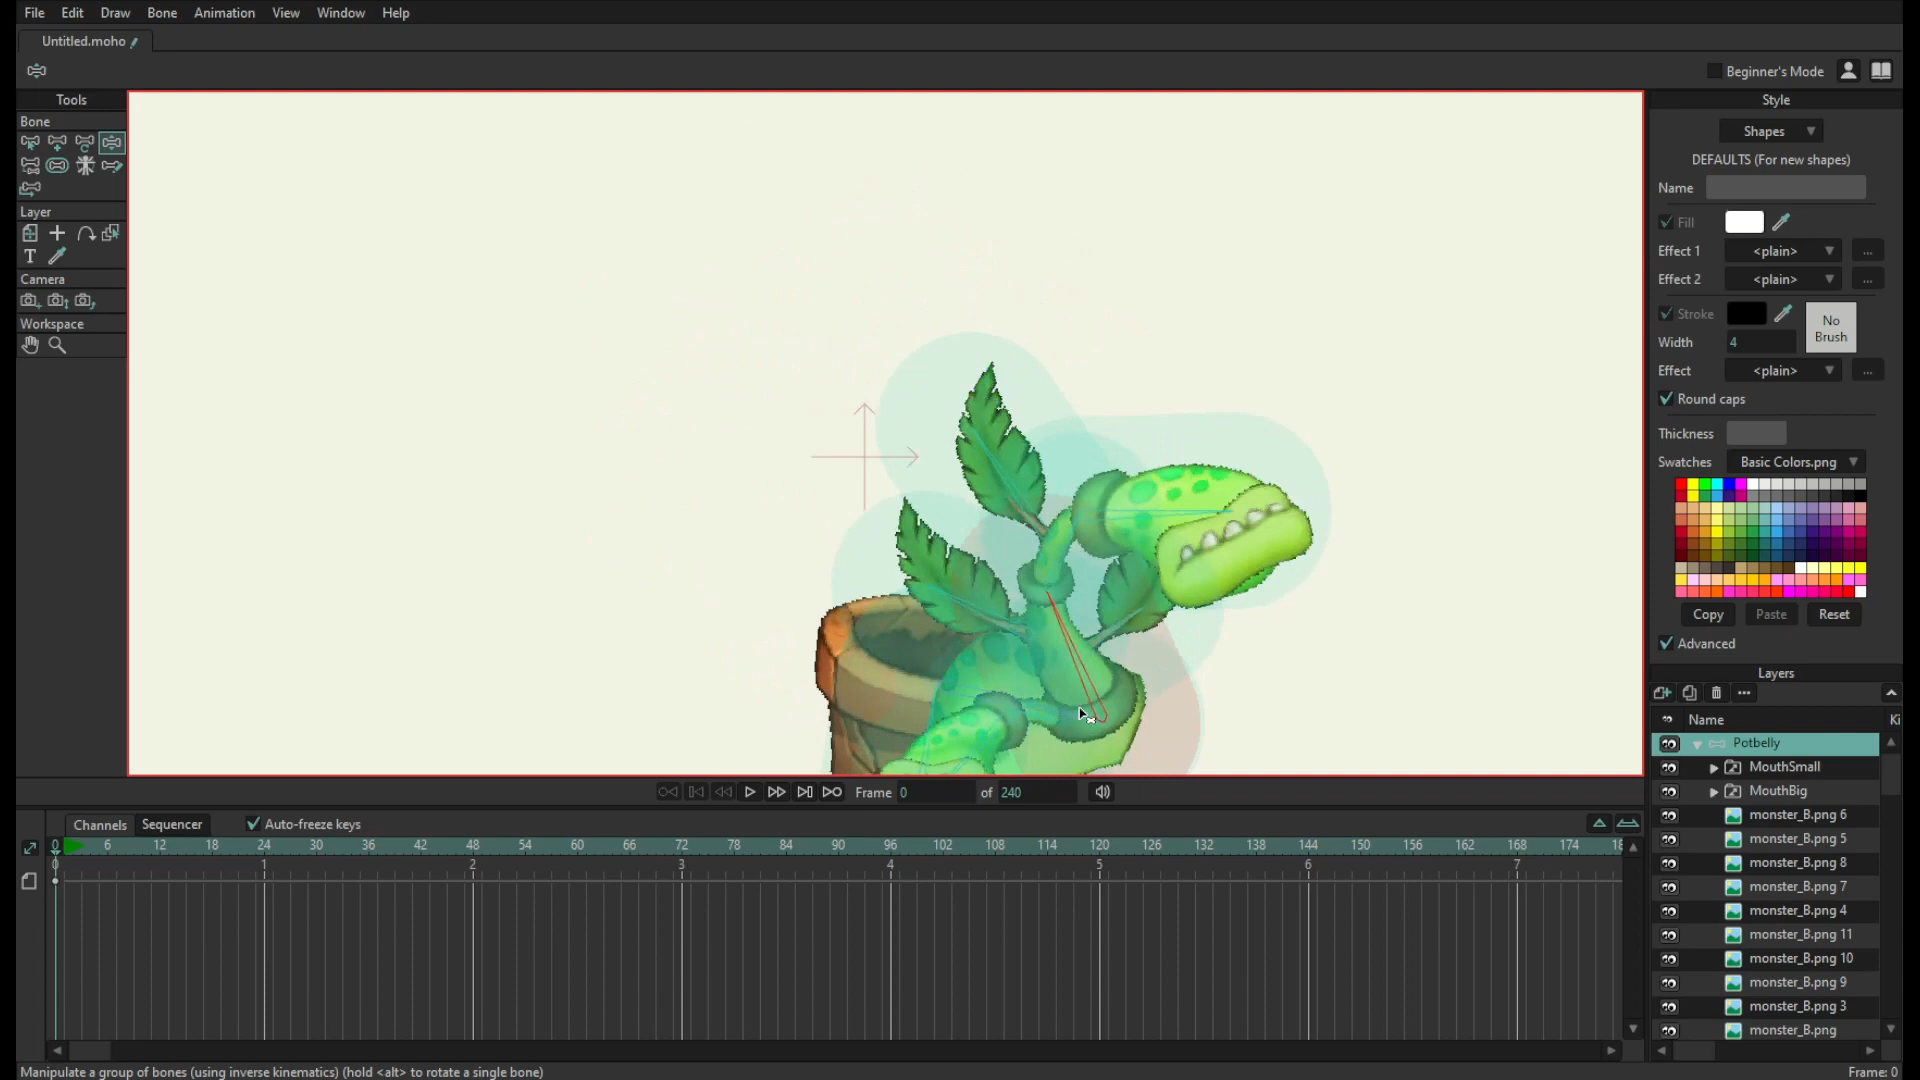 File Edit Draw Bone Animation View Window Help
Untitled.moho
Beginner's Mode
Tools
Bone
Layer
T
Camera
Workspace
Style
Shapes
DEFAULTS (For new shapes)
Name
Fill
Effect 1 <plain> ...
Effect 2 <plain> ...
Stroke
No Brush
Width 4
Effect <plain> ...
Round caps
Thickness
Swatches Basic Colors.png
Copy Paste Reset
Advanced
Layers
Name Ki
Potbelly
MouthSmall
MouthBig
monster_B.png 6
monster_B.png 5
monster_B.png 8
monster_B.png 7
monster_B.png 4
monster_B.png 11
monster_B.png 10
monster_B.png 9
monster_B.png 3
monster_B.png
Frame 0 of 240
Channels Sequencer Auto-freeze keys
0 6 12 18 24 30 36 42 48 54 60 66 72 78 84 90 96 102 108 114 120 126 132 138 144 150 156 162 168 174 18
0 1 2 3 4 5 6 7
Manipulate a group of bones (using inverse kinematics) (hold <alt> to rotate a single bone)
Frame: 0